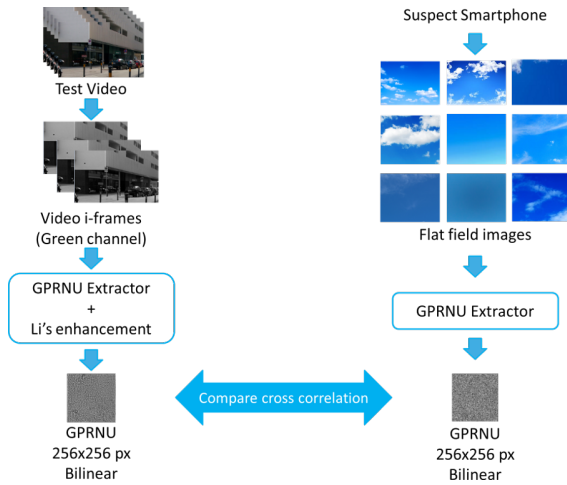 Test Video
Video i-frames
(Green channel)
GPRNU Extractor
+
Li's enhancement
GPRNU
256x256 px
Bilinear
Compare cross correlation
Suspect Smartphone
Flat field images
GPRNU Extractor
GPRNU
256x256 px
Bilinear